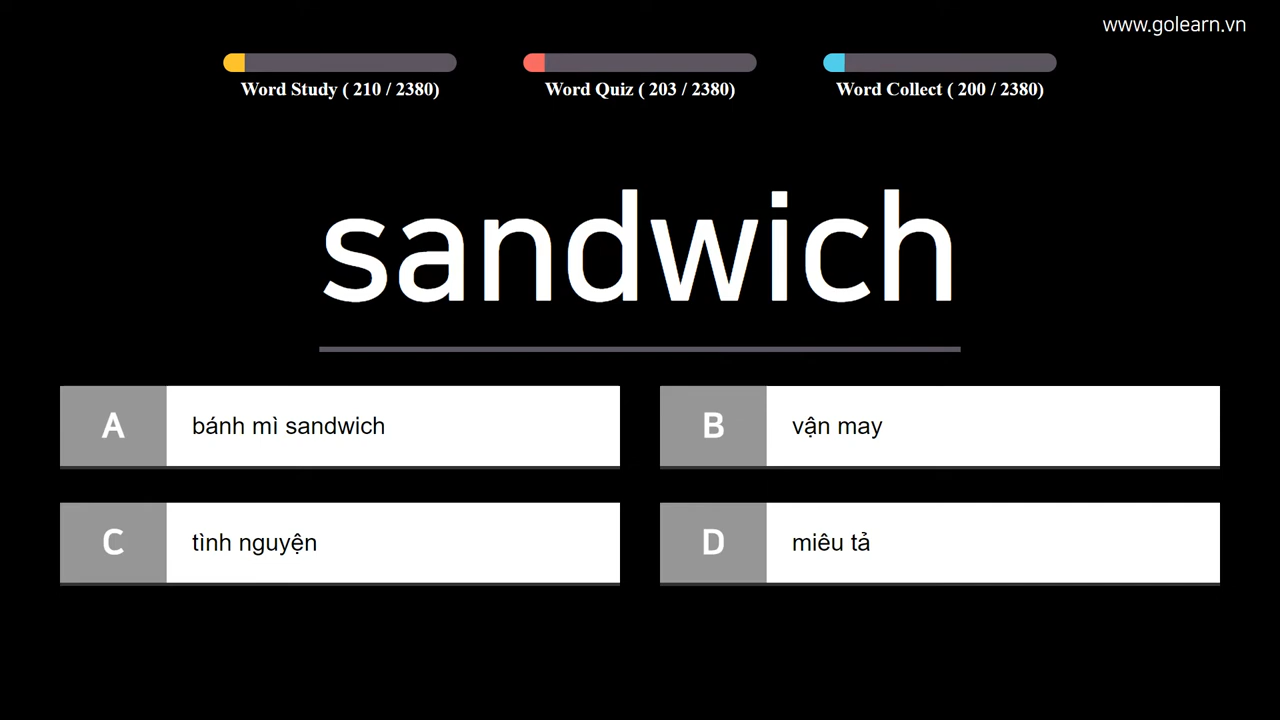 www.golearn.vn
Word Study ( 210 / 2380)
Word Quiz ( 203 / 2380)
Word Collect ( 200 / 2380)
sandwich
A bánh mì sandwich
B vận may
C tình nguyện
D miêu tả